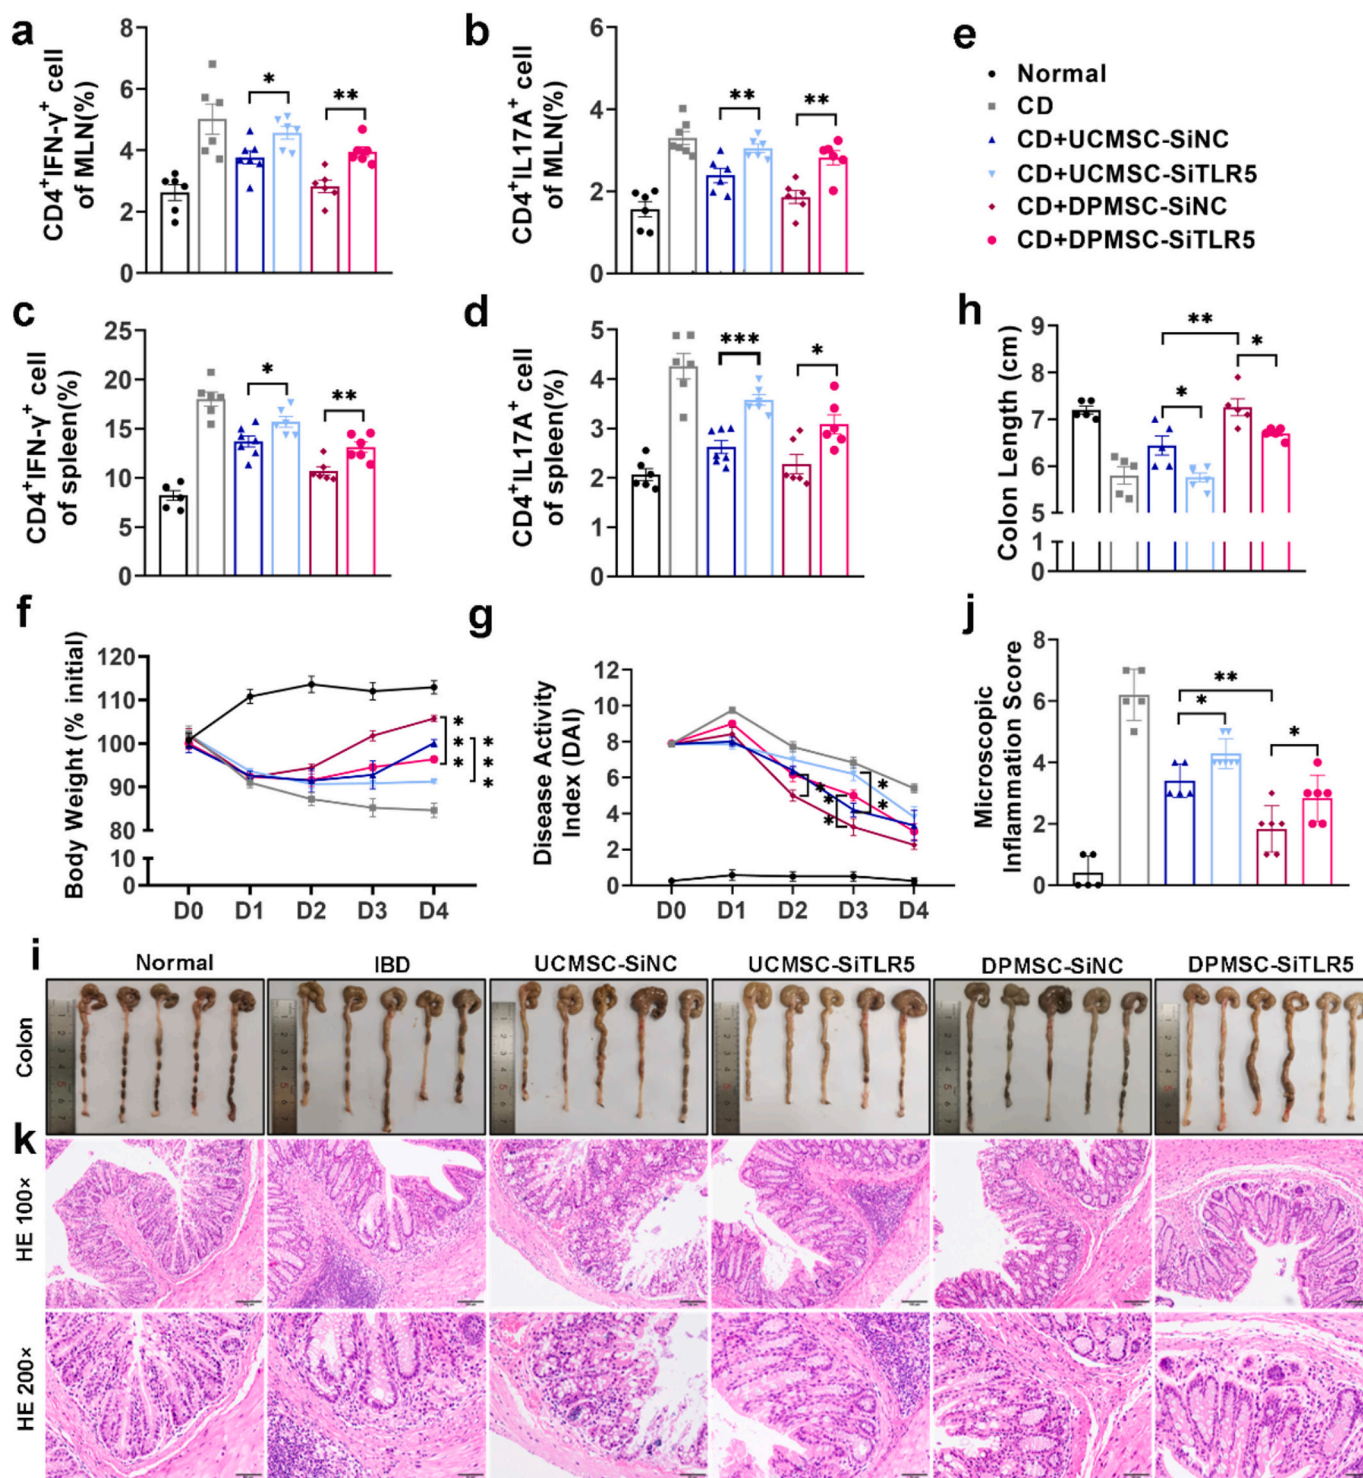 a
CD4+IFN-γ+ cell
of MLN(%)
8
6
4
2
0
*
**
b
CD4+IL17A+ cell
of MLN(%)
6
4
2
0
**
**
e
Normal
CD
CD+UCMSC-SiNC
CD+UCMSC-SiTLR5
CD+DPMSC-SiNC
CD+DPMSC-SiTLR5
c
CD4+IFN-γ+ cell
of spleen(%)
25
20
15
10
5
0
*
**
d
CD4+IL17A+ cell
of spleen(%)
5
4
3
2
1
0
***
*
h
Colon Length (cm)
9
7
5
1
0
**
*
*
f
Body Weight (% initial)
120
110
100
90
80
10
0
D0 D1 D2 D3 D4
***
***
g
Disease Activity
Index (DAI)
12
10
8
6
4
2
0
D0 D1 D2 D3 D4
*
**
**
j
Microscopic
Inflammation Score
8
6
4
2
0
**
*
*
i
Normal IBD UCMSC-SiNC UCMSC-SiTLR5 DPMSC-SiNC DPMSC-SiTLR5
Colon
k
HE 100×
HE 200×